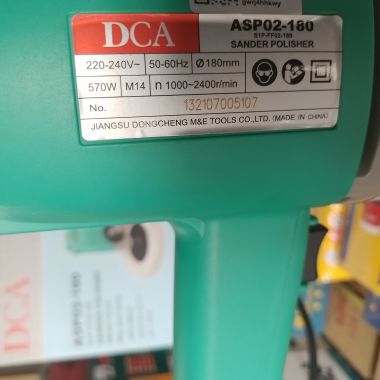 DCA
ASP02-180
S1P-FF02-180
SANDER POLISHER
220-240V~ 50-60Hz Ø180mm
570W M14 n 1000~2400r/min
No. 132107005107
JIANGSU DONGCHENG M&E TOOLS CO.,LTD. (MADE IN CHINA)
DCA
ASP02-180